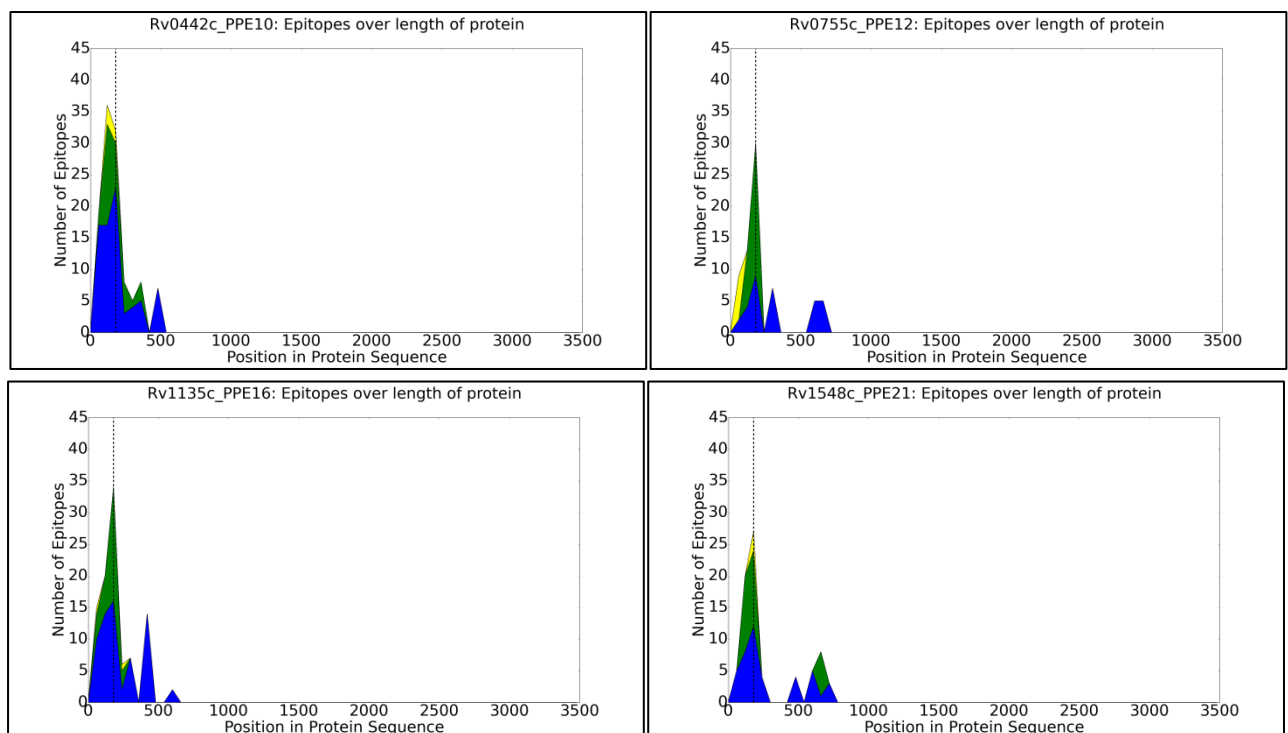 Rv0442c_PPE10: Epitopes over length of protein
Number of Epitopes
45
40
35
30
25
20
15
10
5
0
0 500 1000 1500 2000 2500 3000 3500
Position in Protein Sequence
Rv0755c_PPE12: Epitopes over length of protein
Number of Epitopes
45
40
35
30
25
20
15
10
5
0
0 500 1000 1500 2000 2500 3000 3500
Position in Protein Sequence
Rv1135c_PPE16: Epitopes over length of protein
Number of Epitopes
45
40
35
30
25
20
15
10
5
0
0 500 1000 1500 2000 2500 3000 3500
Position in Protein Sequence
Rv1548c_PPE21: Epitopes over length of protein
Number of Epitopes
45
40
35
30
25
20
15
10
5
0
0 500 1000 1500 2000 2500 3000 3500
Position in Protein Sequence